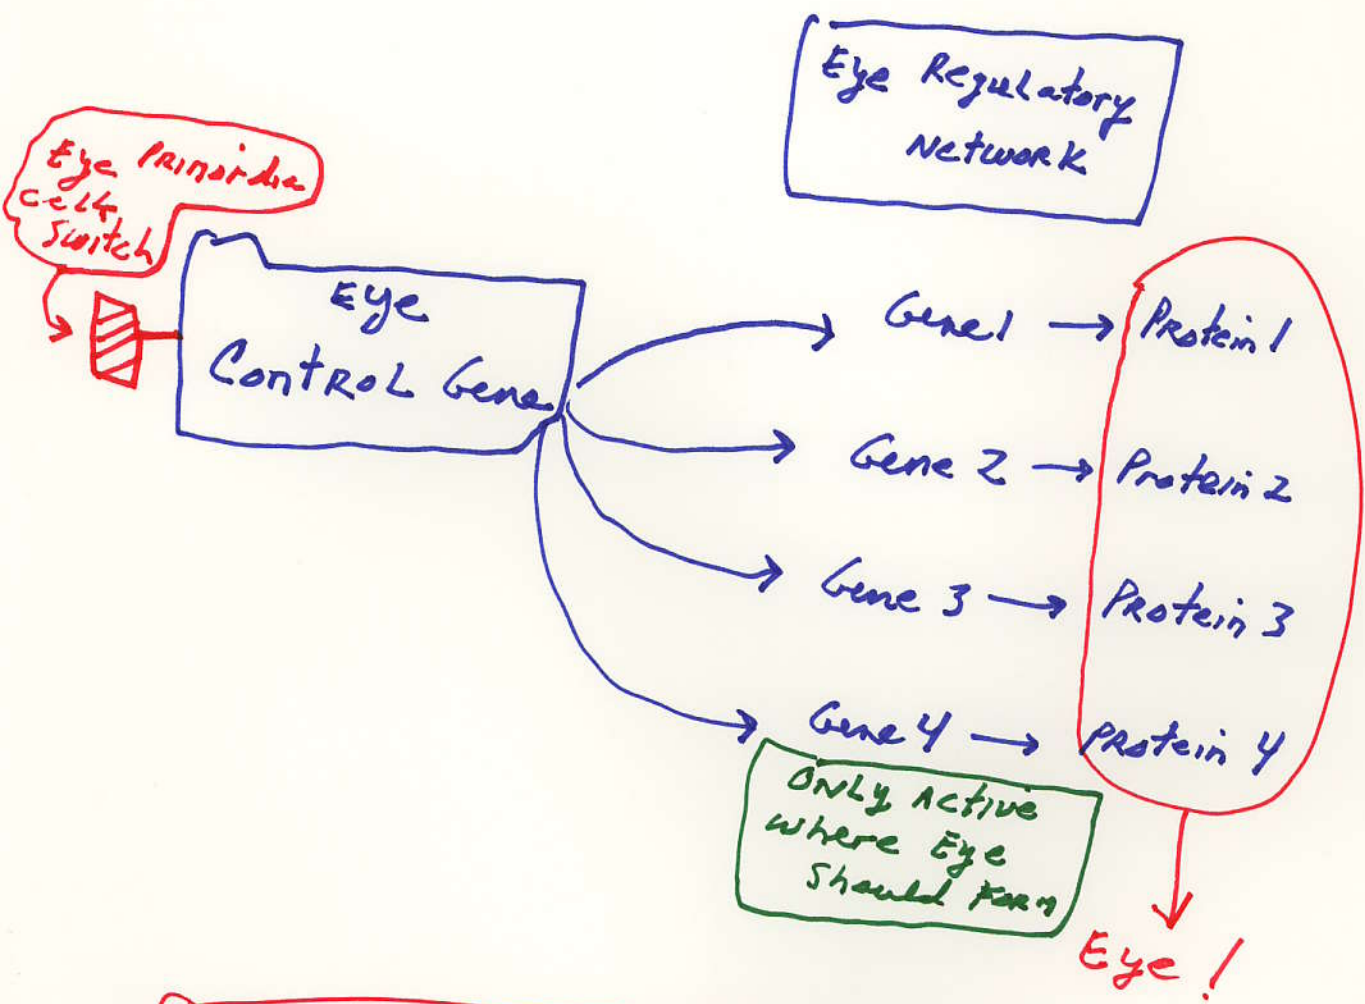 Eye Regulatory
Network
Eye Primordia
Cell
Switch
Eye
Control Gene
Gene 1 → Protein 1
Gene 2 → Protein 2
Gene 3 → Protein 3
Gene 4 → Protein 4
Only Active
where Eye
Should Form
Eye!